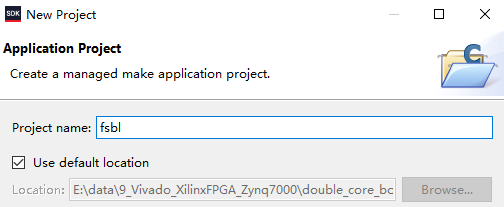 SDK New Project
Application Project
Create a managed make application project.
C
Project name: fsbl
Use default location
Location: E:\data\9_Vivado_XilinxFPGA_Zynq7000\double_core_bc Browse...